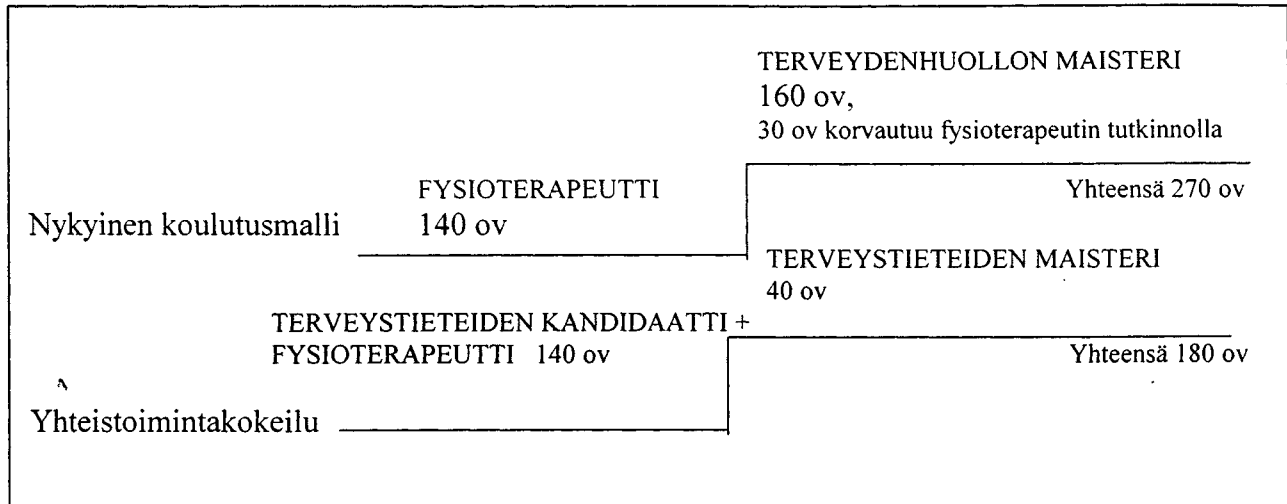 TERVEYDENHUOLLON MAISTERI
160 ov,
30 ov korvautuu fysioterapeutin tutkinnolla
FYSIOTERAPEUTTI
Yhteensä 270 ov
Nykyinen koulutusmalli
140 ov
TERVEYSTIETEIDEN MAISTERI
40 ov
TERVEYSTIETEIDEN KANDIDAATTI +
FYSIOTERAPEUTTI 140 ov
Yhteensä 180 ov
Yhteistoimintakokeilu